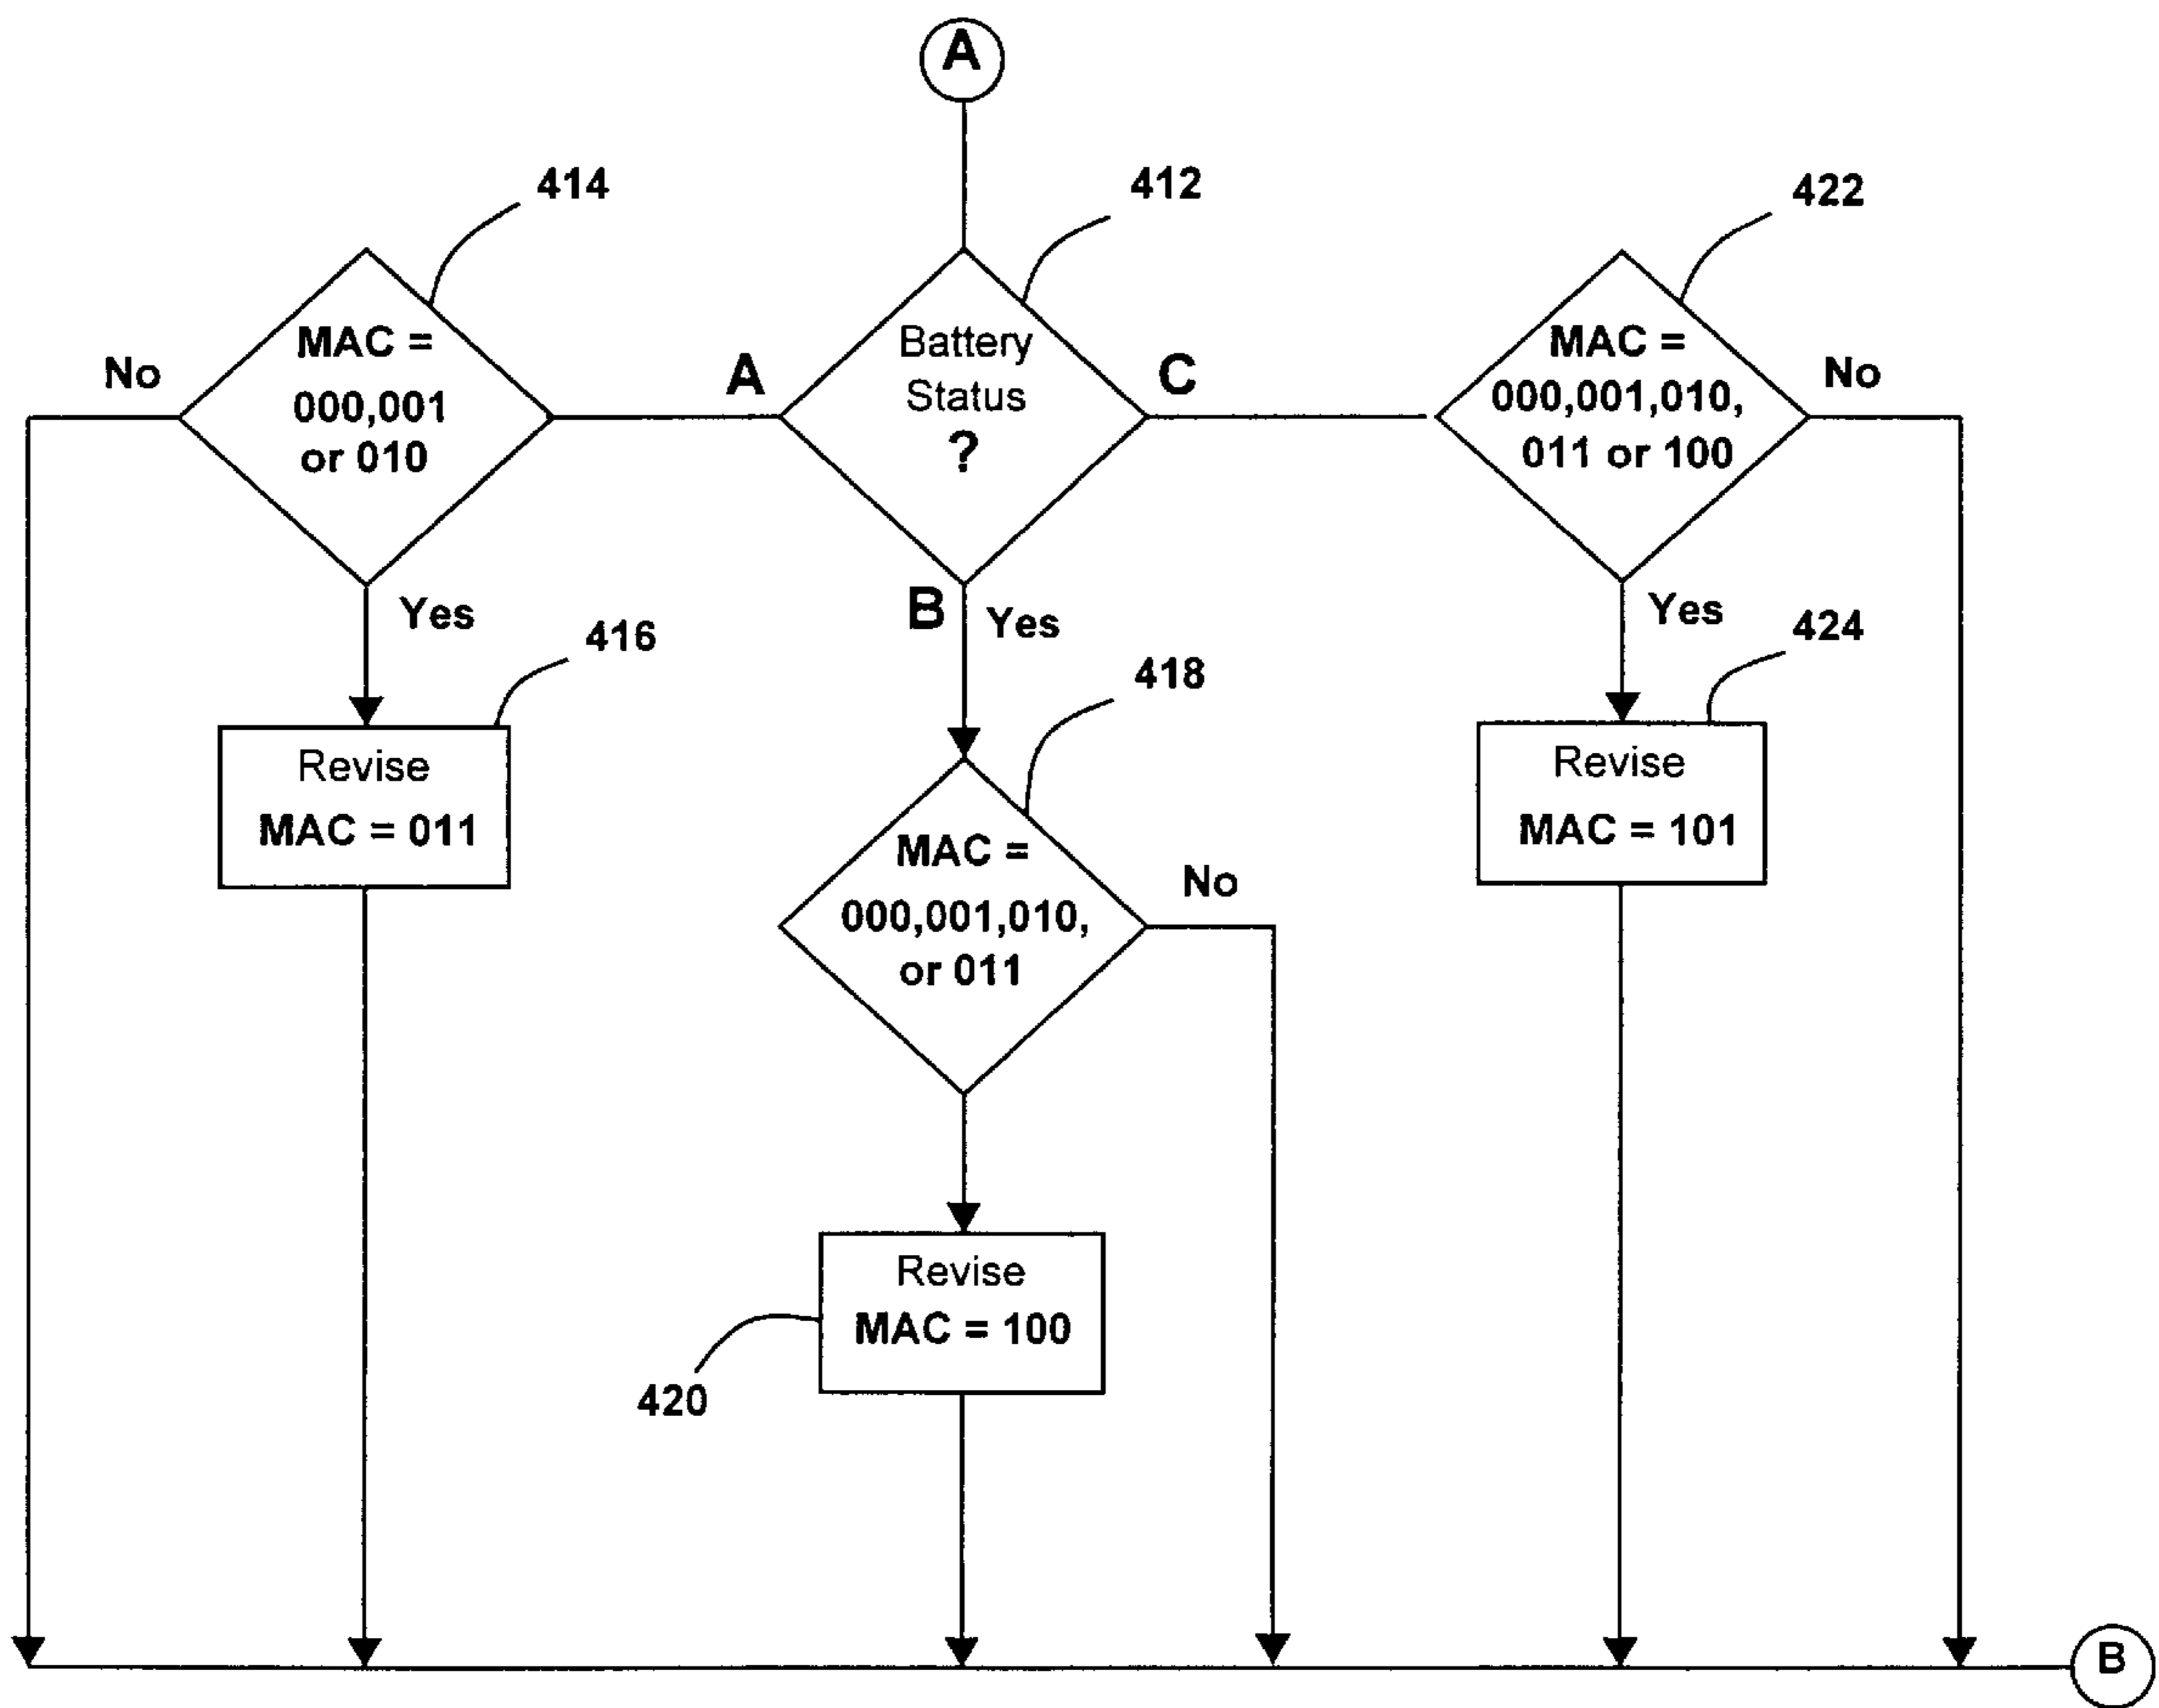 A
414
412
422
MAC =
000,001
or 010
No
A
Battery
Status
?
C
MAC =
000,001,010,
011 or 100
No
Yes
B
Yes
Yes
416
418
424
Revise
MAC = 011
Revise
MAC = 101
MAC =
000,001,010,
or 011
No
Revise
MAC = 100
420
B